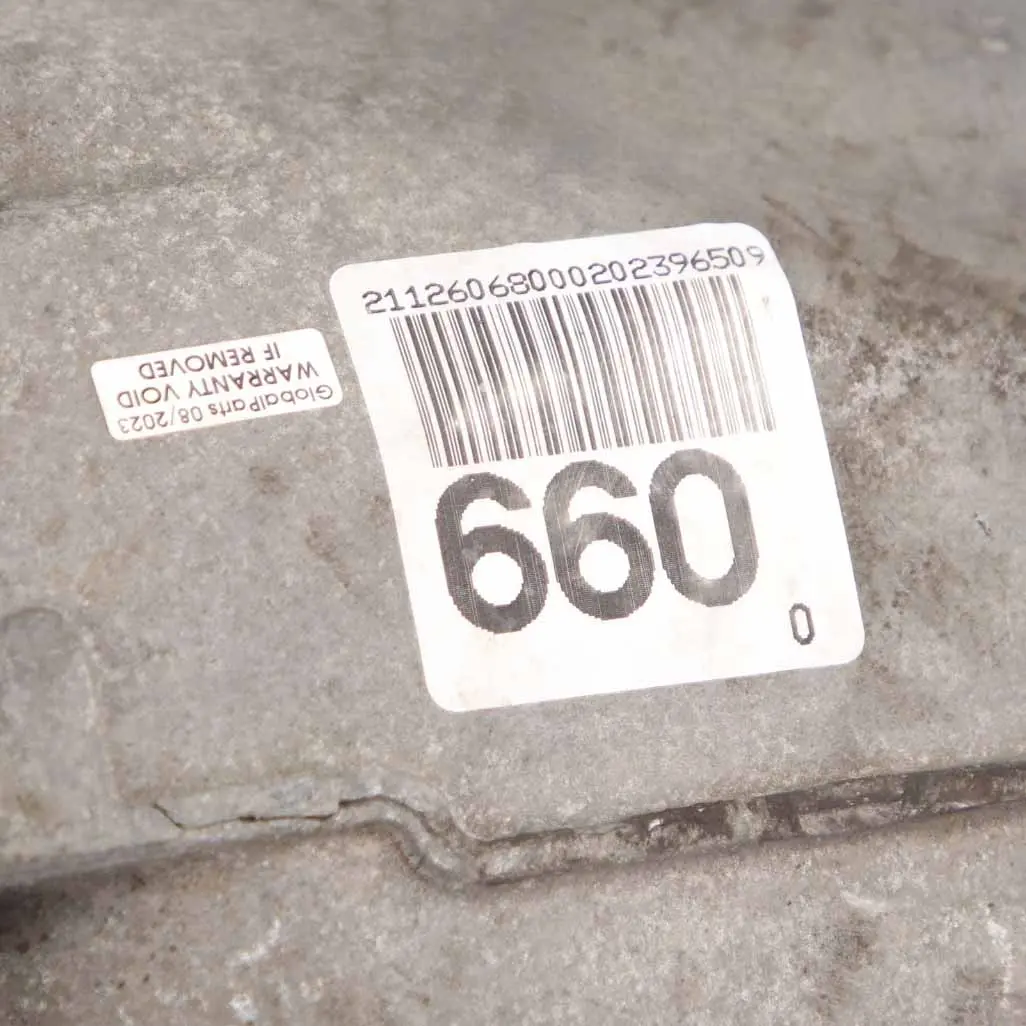 21126068000202396509
660
0
GlobalParts 08/2023
WARRANTY VOID
IF REMOVED